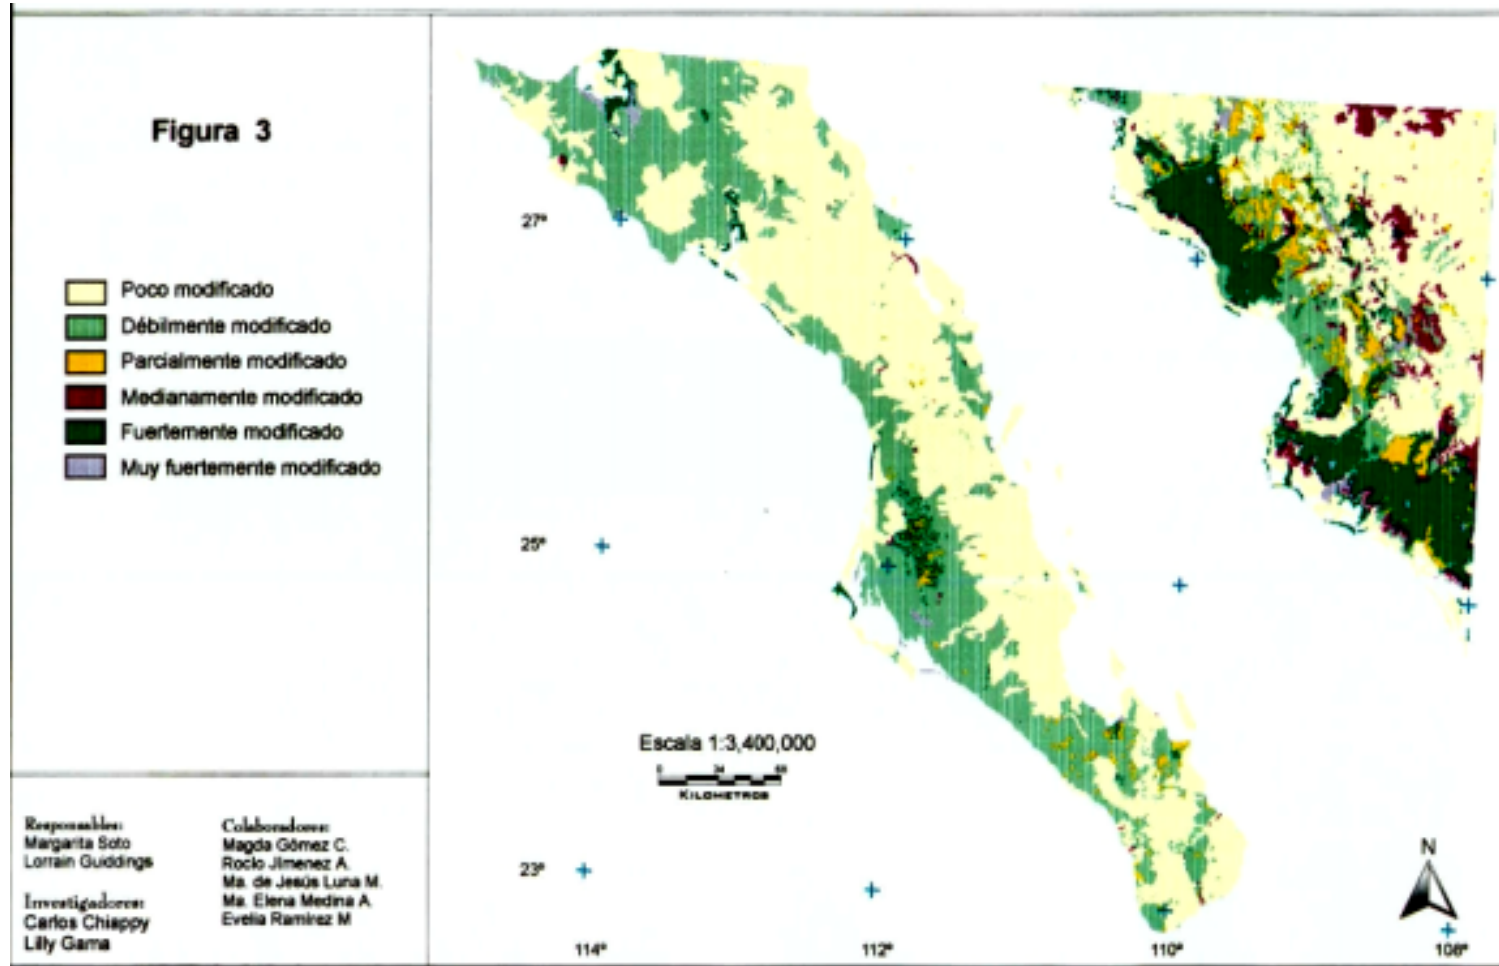 Figura 3
Poco modificado
Débilmente modificado
Parcialmente modificado
Medianamente modificado
Fuertemente modificado
Muy fuertemente modificado
Responsables:
Margarita Soto
Lorrain Guiddings
Investigadores:
Carlos Chiappy
Lilly Gama
Colaboradores:
Magda Gómez C.
Rocío Jimenez A.
Ma. de Jesús Luna M.
Ma. Elena Medina A
Evelia Ramírez M
27°
25°
23°
Escala 1:3,400,000
0
KILOMETROS
N
114°
112°
110°
108°